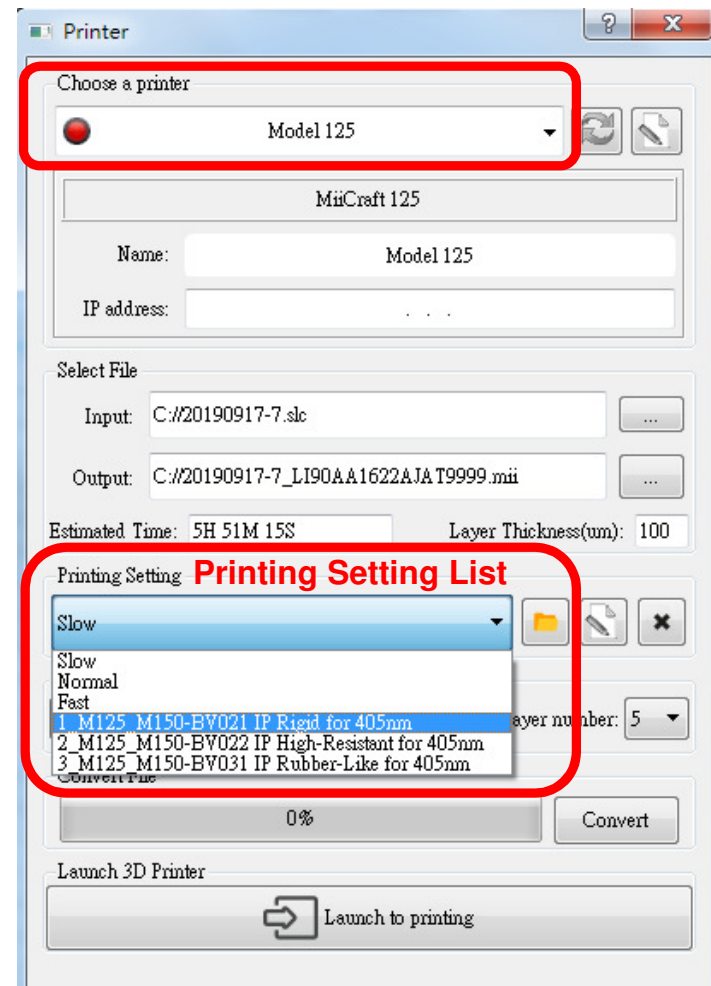 Printer
?
X
Choose a printer
Model 125
MiiCraft 125
Name: Model 125
IP address: . . .
Select File
Input: C://20190917-7.slc ...
Output: C://20190917-7_LI90AA1622AJAT9999.mii ...
Estimated Time: 5H 51M 15S Layer Thickness(um): 100
Printing Setting Printing Setting List
Slow
Slow
Normal
Fast
1_M125_M150-BV021 IP Rigid for 405nm
ayer number: 5
2_M125_M150-BV022 IP High-Resistant for 405nm
3_M125_M150-BV031 IP Rubber-Like for 405nm
Convert File
0% Convert
Launch 3D Printer
Launch to printing